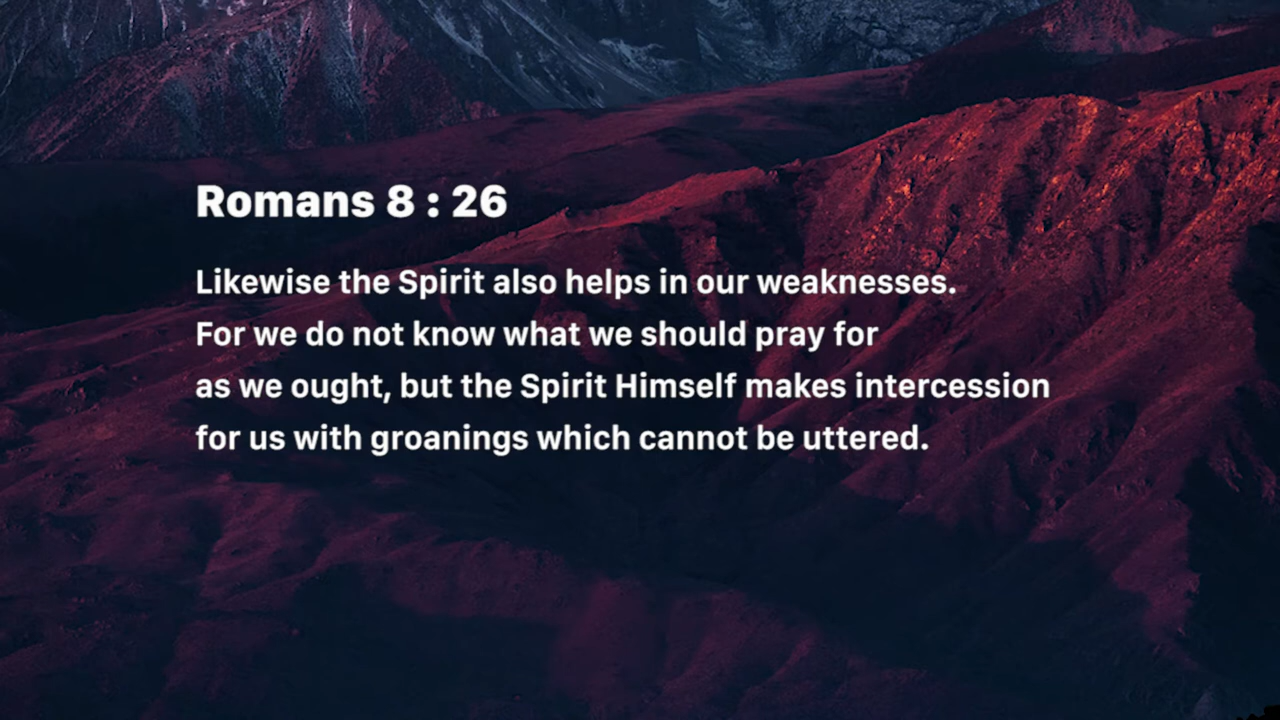 Romans 8 : 26
Likewise the Spirit also helps in our weaknesses.
For we do not know what we should pray for
as we ought, but the Spirit Himself makes intercession
for us with groanings which cannot be uttered.